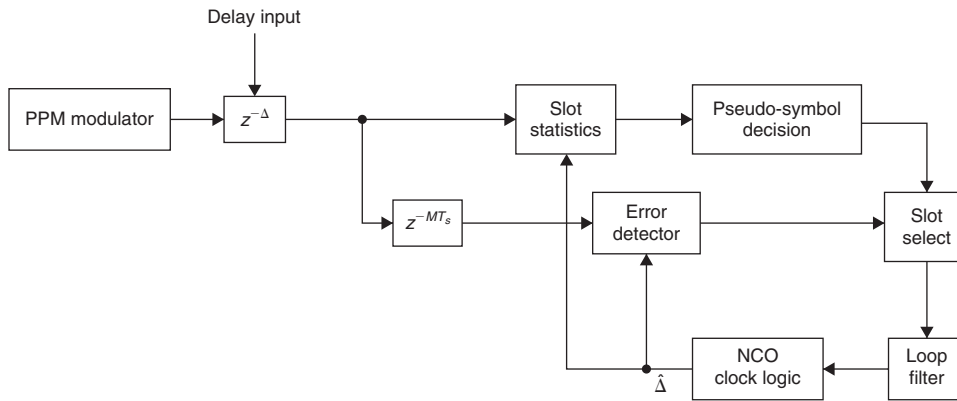 Delay input
PPM modulator
z^{-Δ}
Slot
statistics
Pseudo-symbol
decision
z^{-MT_s}
Error
detector
Slot
select
NCO
clock logic
Loop
filter
Δ̂